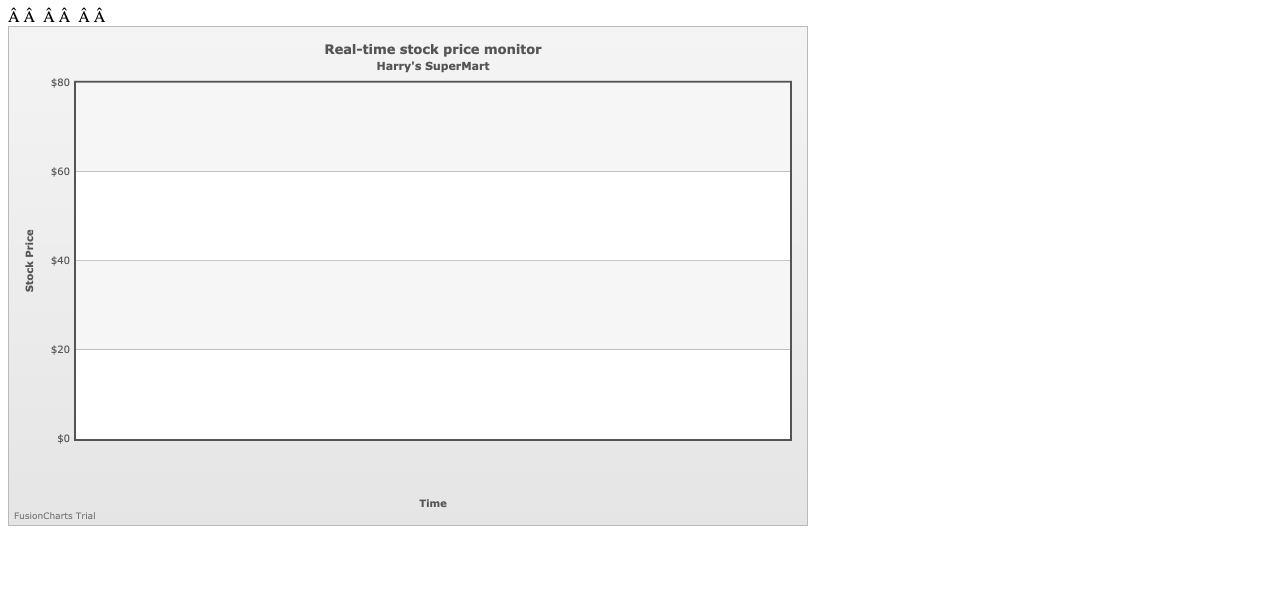 Â Â  Â Â  Â Â
Real-time stock price monitor
Harry's SuperMart
$80
$60
$40
$20
$0
Stock Price
Time
FusionCharts Trial